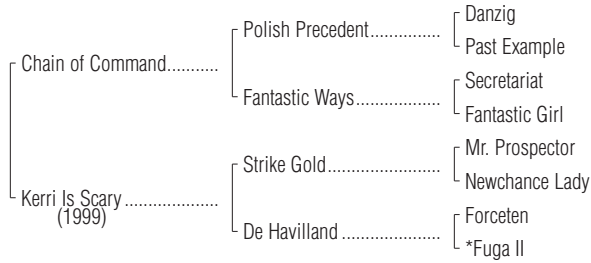 Danzig
Polish Precedent...............
Past Example
Chain of Command...........
Secretariat
Fantastic Ways..................
Fantastic Girl
Mr. Prospector
Strike Gold........................
Newchance Lady
Kerri Is Scary ....................
(1999)
Forceten
De Havilland .....................
*Fuga II